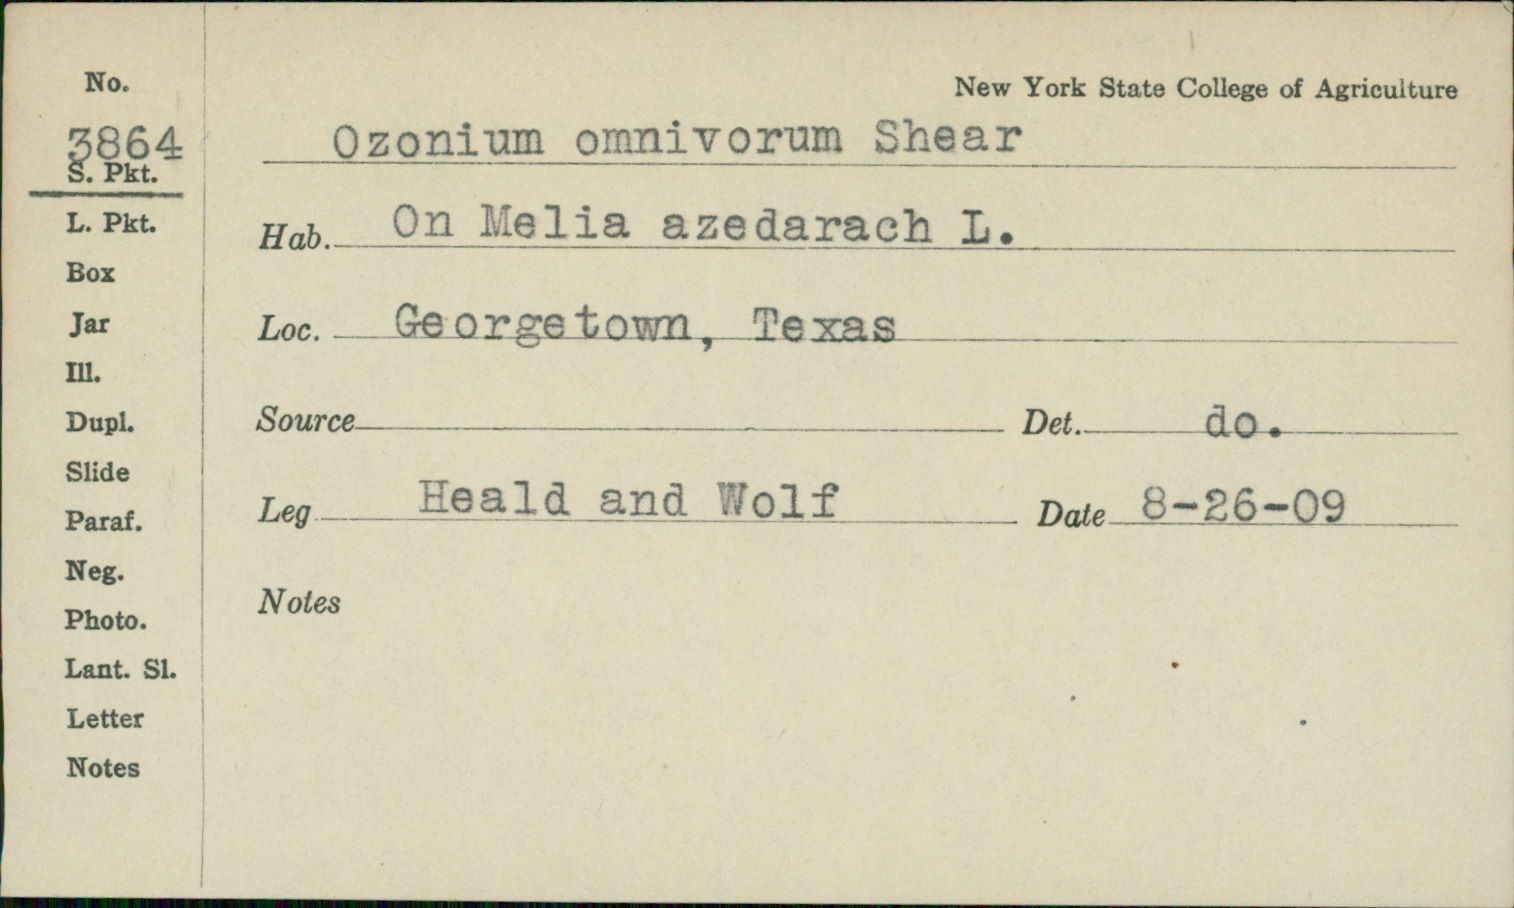 No.
3864
S. Pkt.
L. Pkt.
Box
Jar
Ill.
Dupl.
Slide
Paraf.
Neg.
Photo.
Lant. Sl.
Letter
Notes
New York State College of Agriculture
Ozonium omnivorum Shear
Hab. On Melia azedarach L.
Loc. Georgetown, Texas
Source Det. do.
Leg Heald and Wolf Date 8-26-09
Notes